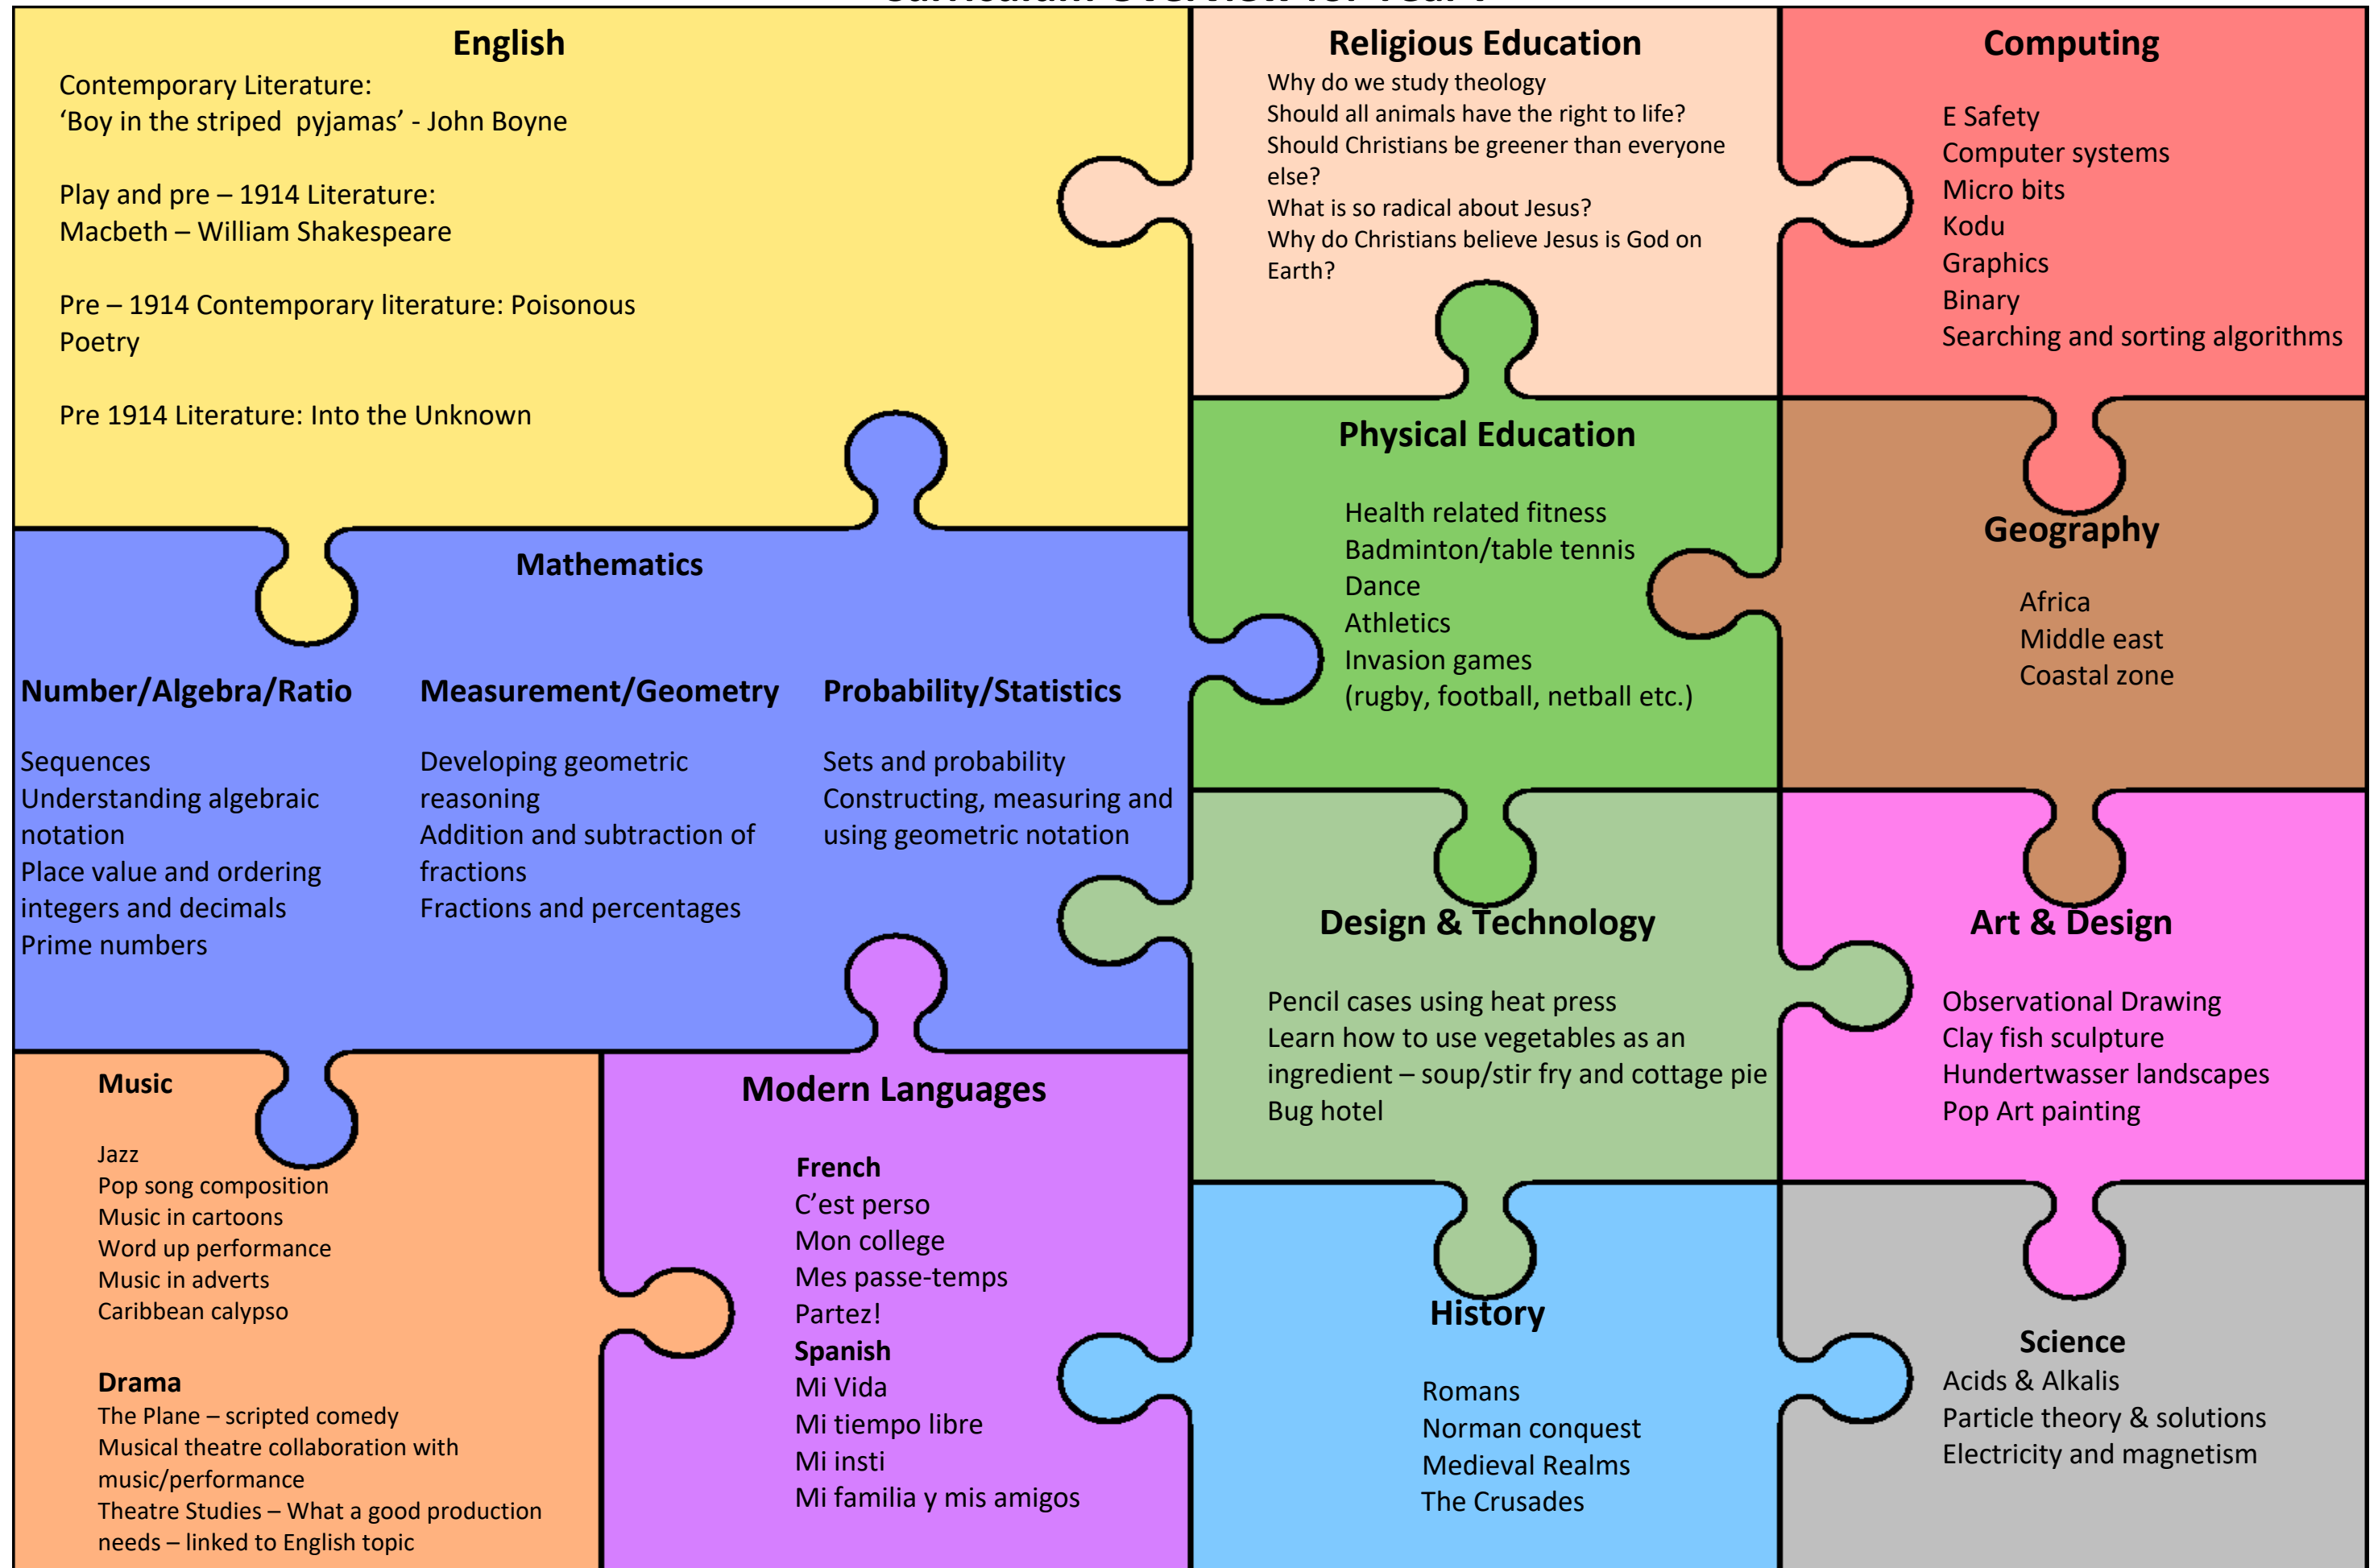 Curriculum Overview for Year
English
Contemporary Literature:
‘Boy in the striped pyjamas’ - John Boyne
Play and pre – 1914 Literature:
Macbeth – William Shakespeare
Pre – 1914 Contemporary literature: Poisonous
Poetry
Pre 1914 Literature: Into the Unknown
Religious Education
Why do we study theology
Should all animals have the right to life?
Should Christians be greener than everyone
else?
What is so radical about Jesus?
Why do Christians believe Jesus is God on
Earth?
Computing
E Safety
Computer systems
Micro bits
Kodu
Graphics
Binary
Searching and sorting algorithms
Mathematics
Number/Algebra/Ratio
Sequences
Understanding algebraic
notation
Place value and ordering
integers and decimals
Prime numbers
Measurement/Geometry
Developing geometric
reasoning
Addition and subtraction of
fractions
Fractions and percentages
Probability/Statistics
Sets and probability
Constructing, measuring and
using geometric notation
Physical Education
Health related fitness
Badminton/table tennis
Dance
Athletics
Invasion games
(rugby, football, netball etc.)
Geography
Africa
Middle east
Coastal zone
Design & Technology
Pencil cases using heat press
Learn how to use vegetables as an
ingredient – soup/stir fry and cottage pie
Bug hotel
Art & Design
Observational Drawing
Clay fish sculpture
Hundertwasser landscapes
Pop Art painting
Music
Jazz
Pop song composition
Music in cartoons
Word up performance
Music in adverts
Caribbean calypso
Drama
The Plane – scripted comedy
Musical theatre collaboration with
music/performance
Theatre Studies – What a good production
needs – linked to English topic
Modern Languages
French
C’est perso
Mon college
Mes passe-temps
Partez!
Spanish
Mi Vida
Mi tiempo libre
Mi insti
Mi familia y mis amigos
History
Romans
Norman conquest
Medieval Realms
The Crusades
Science
Acids & Alkalis
Particle theory & solutions
Electricity and magnetism